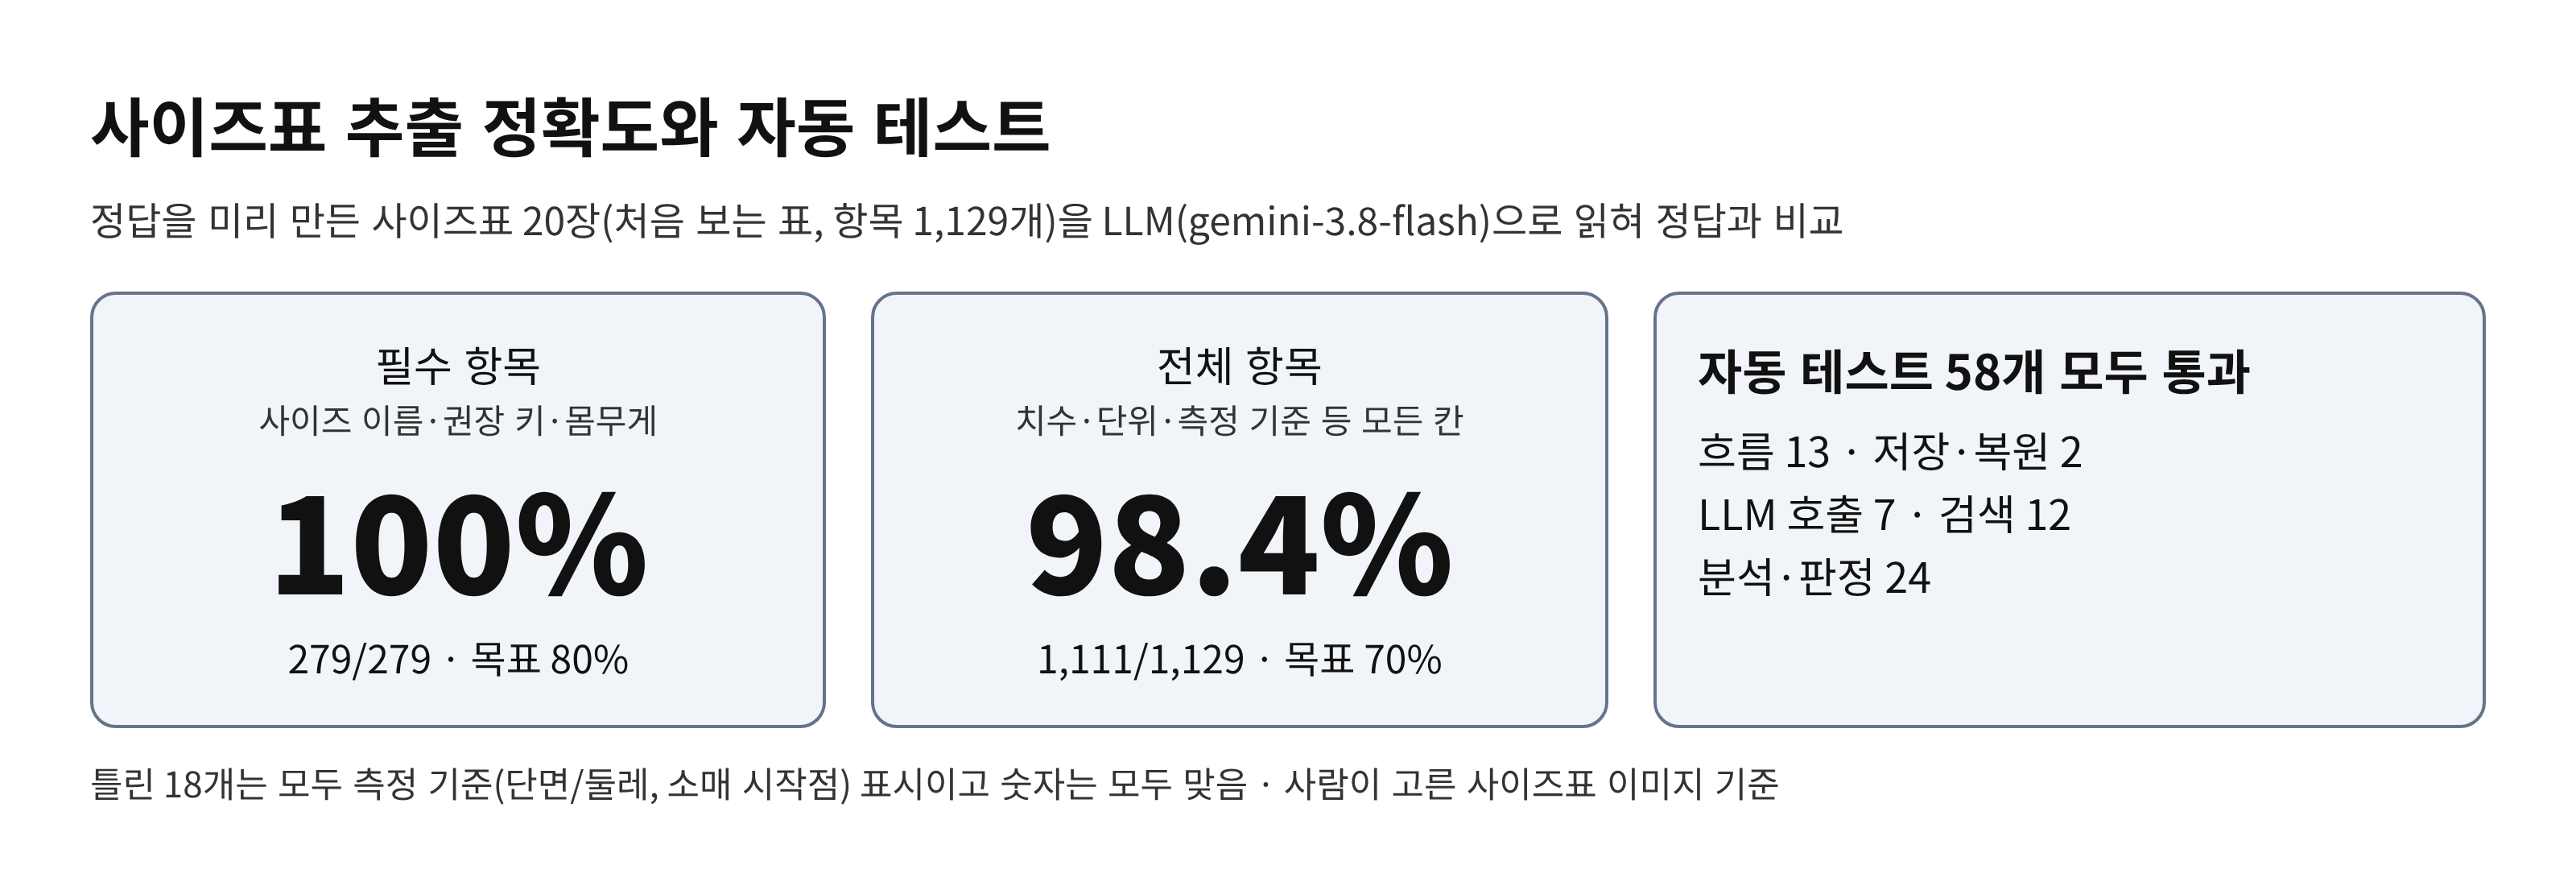 사이즈표 추출 정확도와 자동 테스트
정답을 미리 만든 사이즈표 20장(처음 보는 표, 항목 1,129개)을 LLM(gemini-3.8-flash)으로 읽혀 정답과 비교
필수 항목
사이즈 이름·권장 키·몸무게
100%
279/279 · 목표 80%
전체 항목
치수·단위·측정 기준 등 모든 칸
98.4%
1,111/1,129 · 목표 70%
자동 테스트 58개 모두 통과
흐름 13 · 저장·복원 2
LLM 호출 7 · 검색 12
분석·판정 24
틀린 18개는 모두 측정 기준(단면/둘레, 소매 시작점) 표시이고 숫자는 모두 맞음 · 사람이 고른 사이즈표 이미지 기준